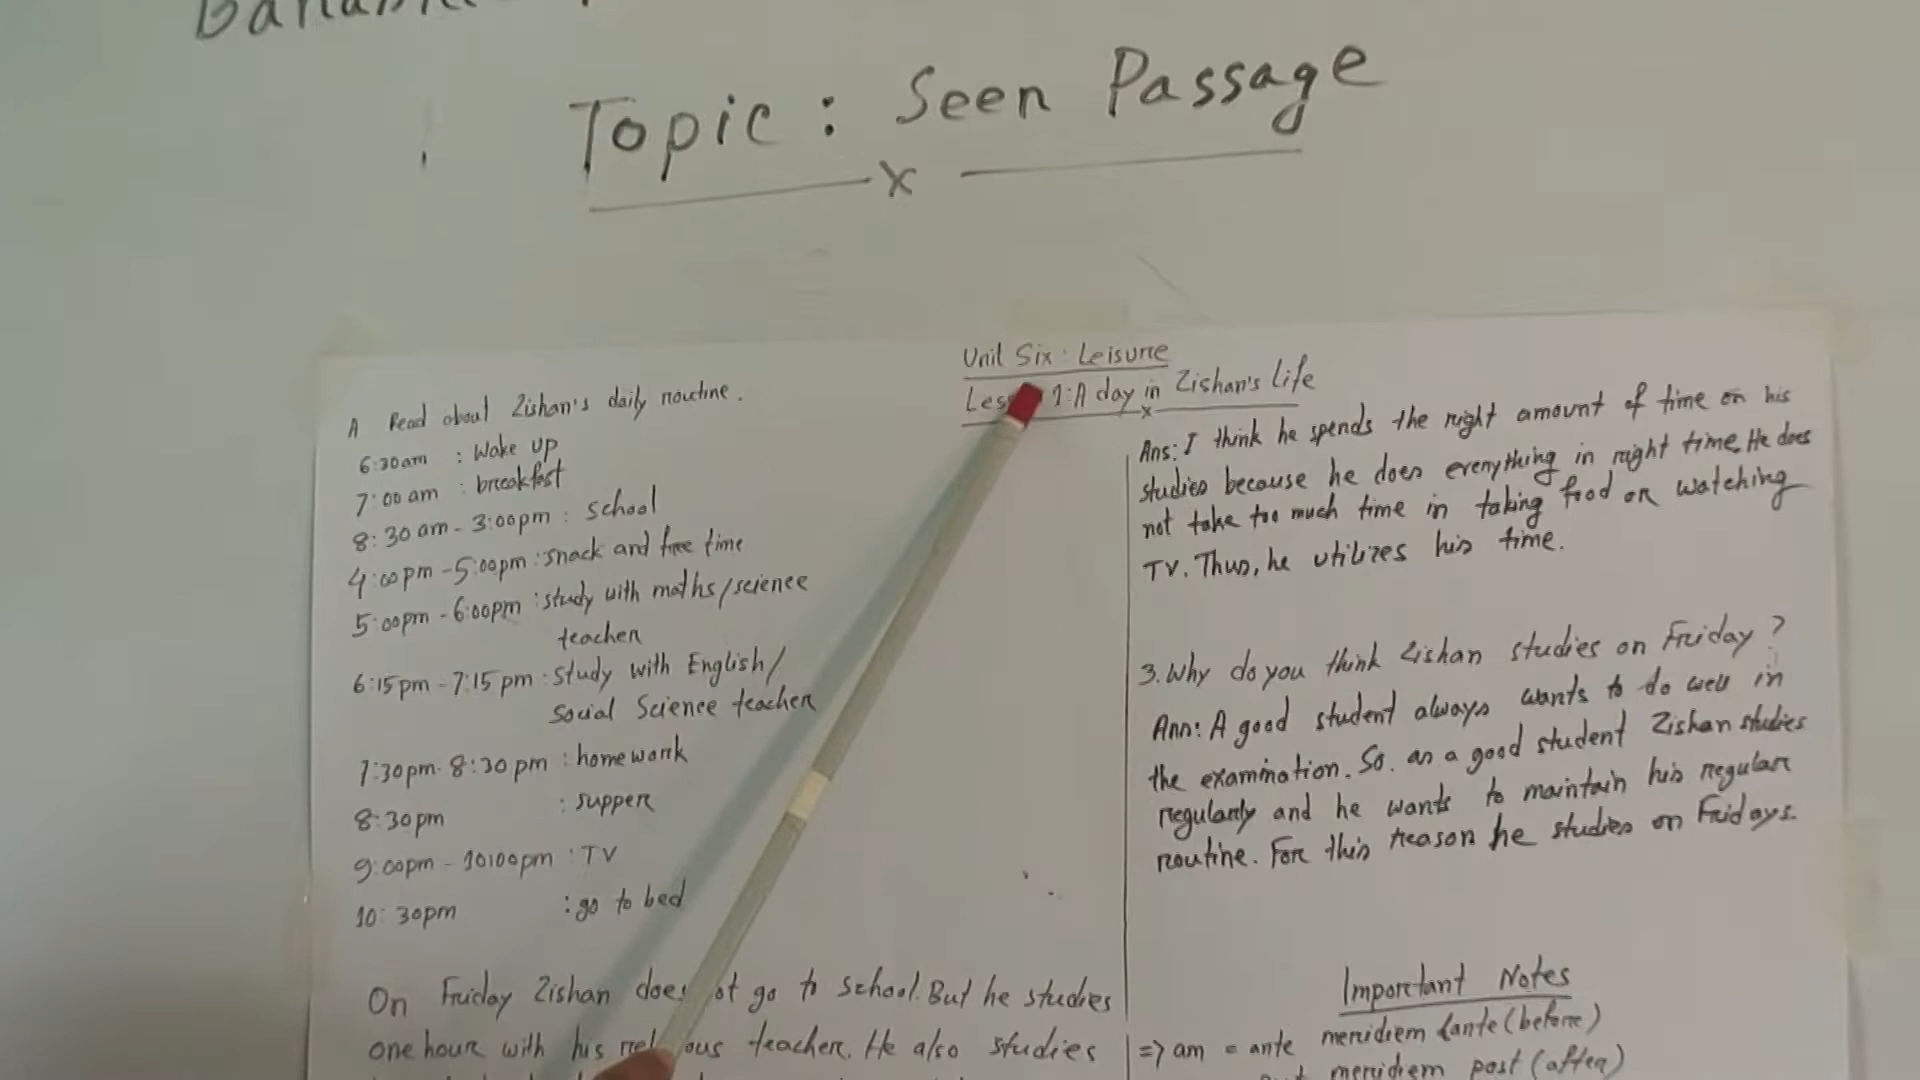 Topic : Seen Passage
x
Unit Six : Leisure
1: A day in Zishan's Life
x
A Read about Zishan's daily routine.
6:30am : Wake up
7:00 am : breakfast
8:30 am - 3:00pm : school
4:00pm - 5:00pm : snack and free time
5:00pm - 6:00pm : study with maths/science
teacher
6:15pm - 7:15 pm : Study with English/
Social Science teacher
7:30pm - 8:30 pm : homework
8:30pm : supper
9:00pm - 10:00pm : TV
10:30pm : go to bed
On Friday Zishan go to school. But he studies
one hour with his teacher. He also studies
Ans: I think he spends the right amount of time on his
studies because he does everything in right time. He does
not take too much time in taking food or watching
TV. Thus, he utilizes his time.
3. Why do you think Zishan studies on Friday?
Ans: A good student always wants to do well in
the examination. So. as a good student Zishan studies
regularly and he wants to maintain his regular
routine. For this reason he studies on Fridays.
Important Notes
=> am = ante meridiem (ante (before)
meridiem post (after)